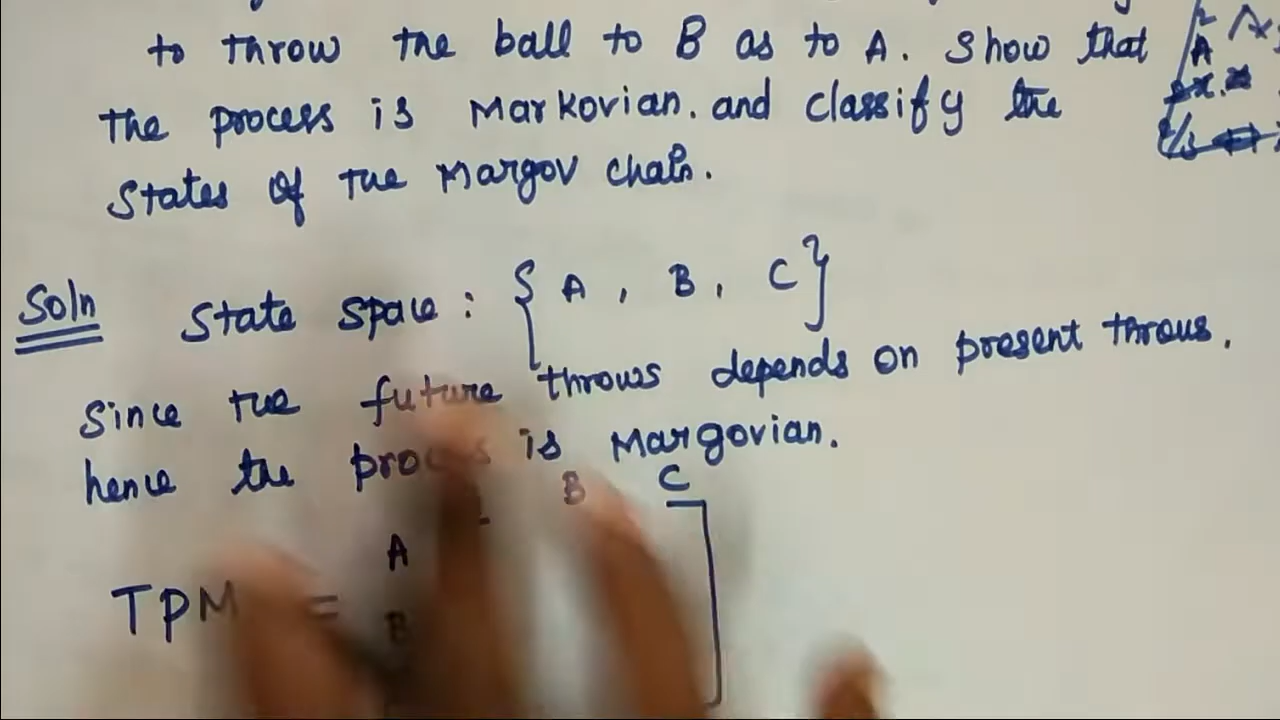 to throw the ball to B as to A. Show that
the process is Markovian. and classify the
States of the Margov chain.
Soln State space : { A , B, C }
Since the future throws depends on present throws.
hence the process is Margovian.
B C
A
TPM =
B